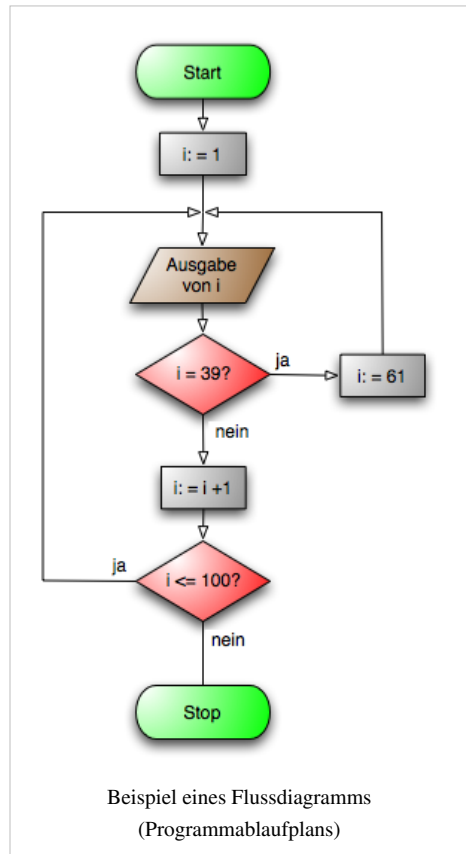 Start
i: = 1
Ausgabe
von i
i = 39?
ja
i: = 61
nein
i: = i +1
ja
i <= 100?
nein
Stop
Beispiel eines Flussdiagramms
(Programmablaufplans)